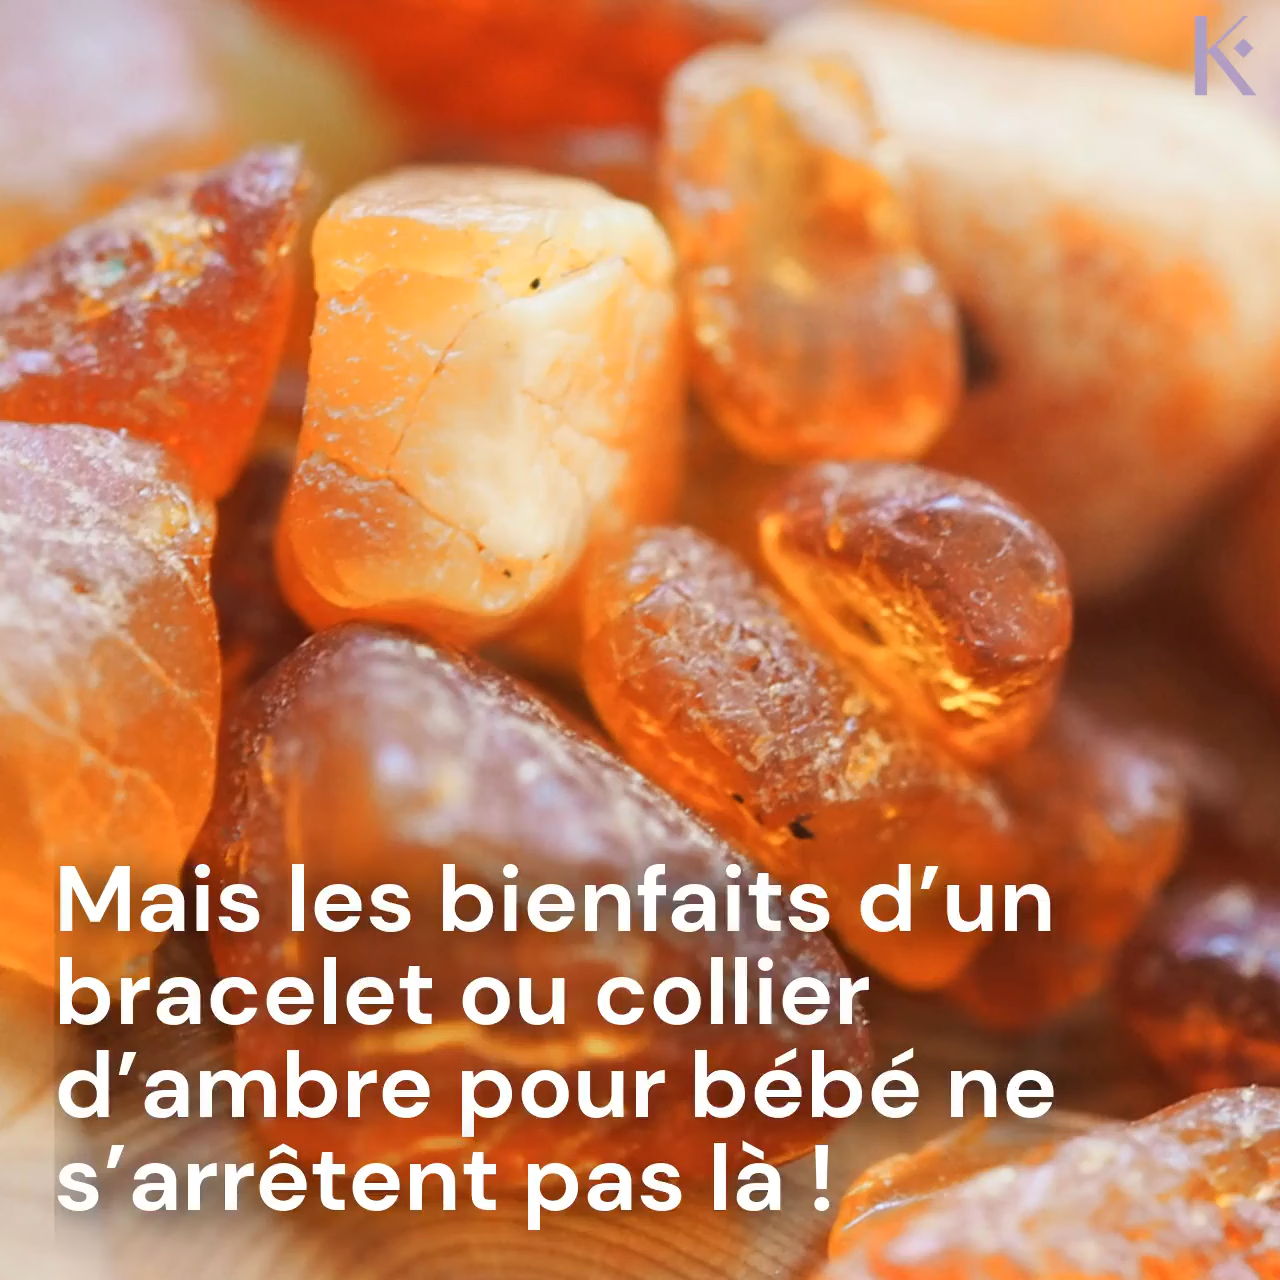 K
Mais les bienfaits d’un
bracelet ou collier
d’ambre pour bébé ne
s’arrêtent pas là !